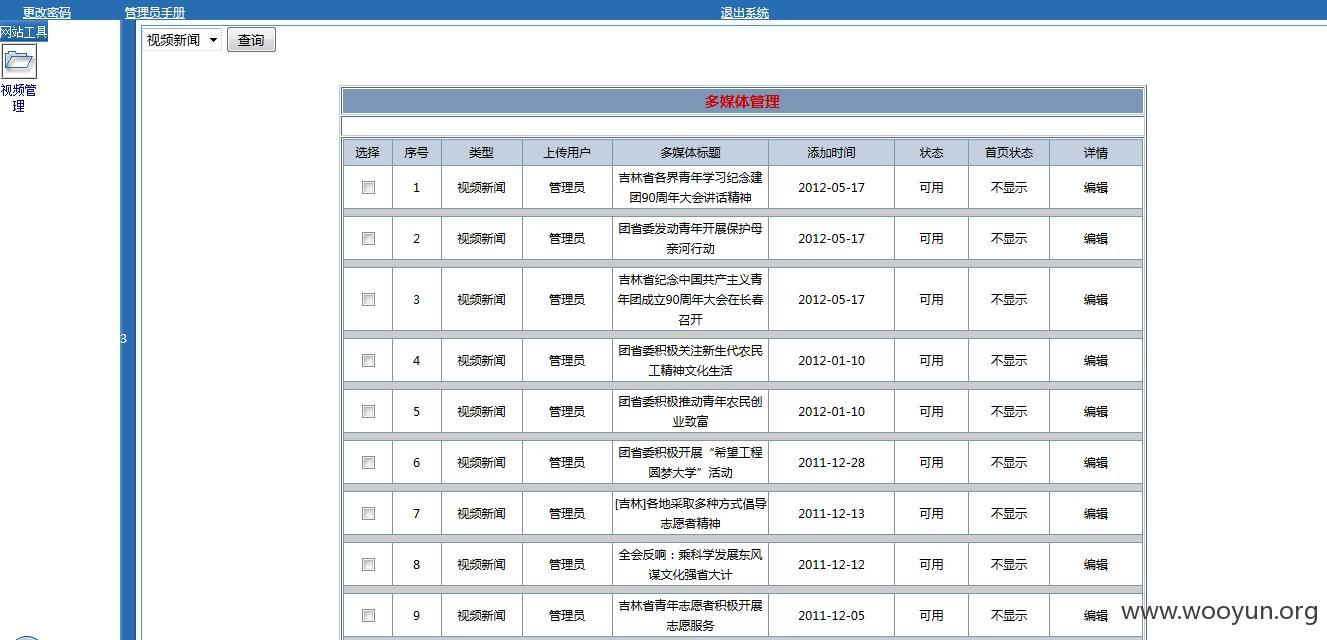 更改密码 管理员手册 退出系统
网站工具
视频新闻 查询
视频管
理
多媒体管理
选择 序号 类型 上传用户 多媒体标题 添加时间 状态 首页状态 详情
1 视频新闻 管理员 吉林省各界青年学习纪念建 2012-05-17 可用 不显示 编辑
团90周年大会讲话精神
2 视频新闻 管理员 团省委发动青年开展保护母 2012-05-17 可用 不显示 编辑
亲河行动
3 视频新闻 管理员 吉林省纪念中国共产主义青 2012-05-17 可用 不显示 编辑
年团成立90周年大会在长春
召开
3
4 视频新闻 管理员 团省委积极关注新生代农民 2012-01-10 可用 不显示 编辑
工精神文化生活
5 视频新闻 管理员 团省委积极推动青年农民创 2012-01-10 可用 不显示 编辑
业致富
6 视频新闻 管理员 团省委积极开展“希望工程 2011-12-28 可用 不显示 编辑
圆梦大学”活动
7 视频新闻 管理员 [吉林]各地采取多种方式倡导 2011-12-13 可用 不显示 编辑
志愿者精神
8 视频新闻 管理员 全会反响：乘科学发展东风 2011-12-12 可用 不显示 编辑
谋文化强省大计
9 视频新闻 管理员 吉林省青年志愿者积极开展 2011-12-05 可用 不显示 编辑
志愿服务
www.wooyun.org